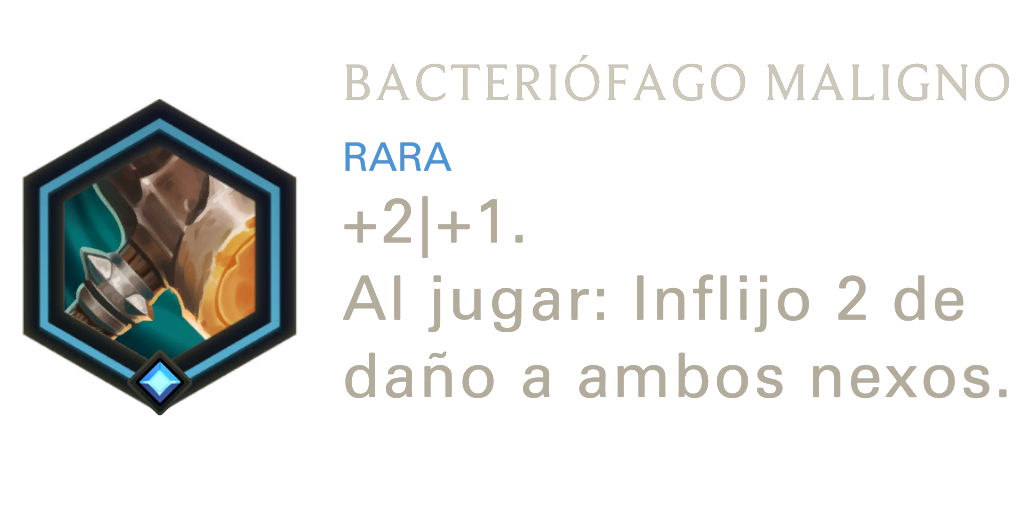 BACTERIÓFAGO MALIGNO
RARA
+2|+1.
Al jugar: Inflijo 2 de
daño a ambos nexos.